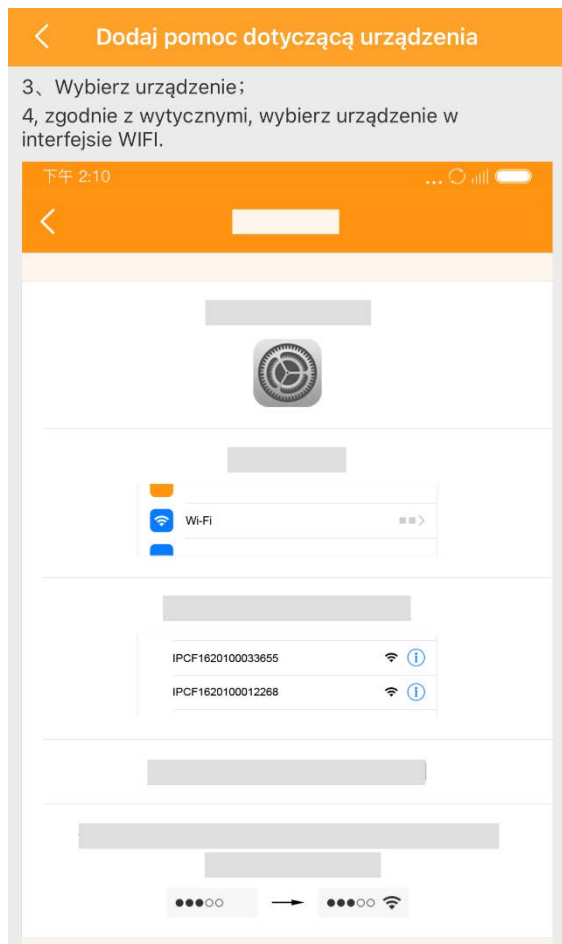 Dodaj pomoc dotyczącą urządzenia
3、Wybierz urządzenie；
4, zgodnie z wytycznymi, wybierz urządzenie w
interfejsie WIFI.
下午 2:10
Wi-Fi
IPCF1620100033655
IPCF1620100012268